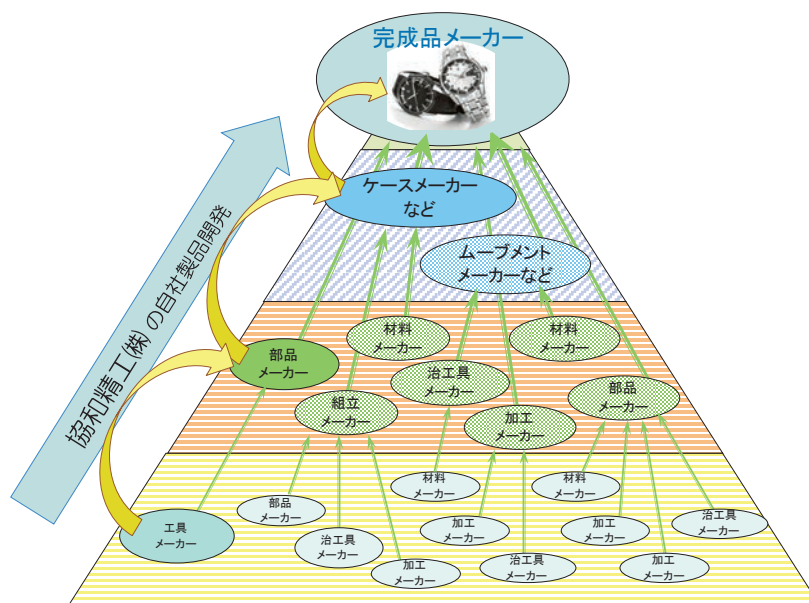 完成品メーカー
協和精工(株)の自社製品開発
ケースメーカー
など
ムーブメント
メーカーなど
材料
メーカー
材料
メーカー
部品
メーカー
治工具
メーカー
部品
メーカー
組立
メーカー
加工
メーカー
材料
メーカー
材料
メーカー
部品
メーカー
工具
メーカー
加工
メーカー
加工
メーカー
治工具
メーカー
治工具
メーカー
加工
メーカー
治工具
メーカー
加工
メーカー